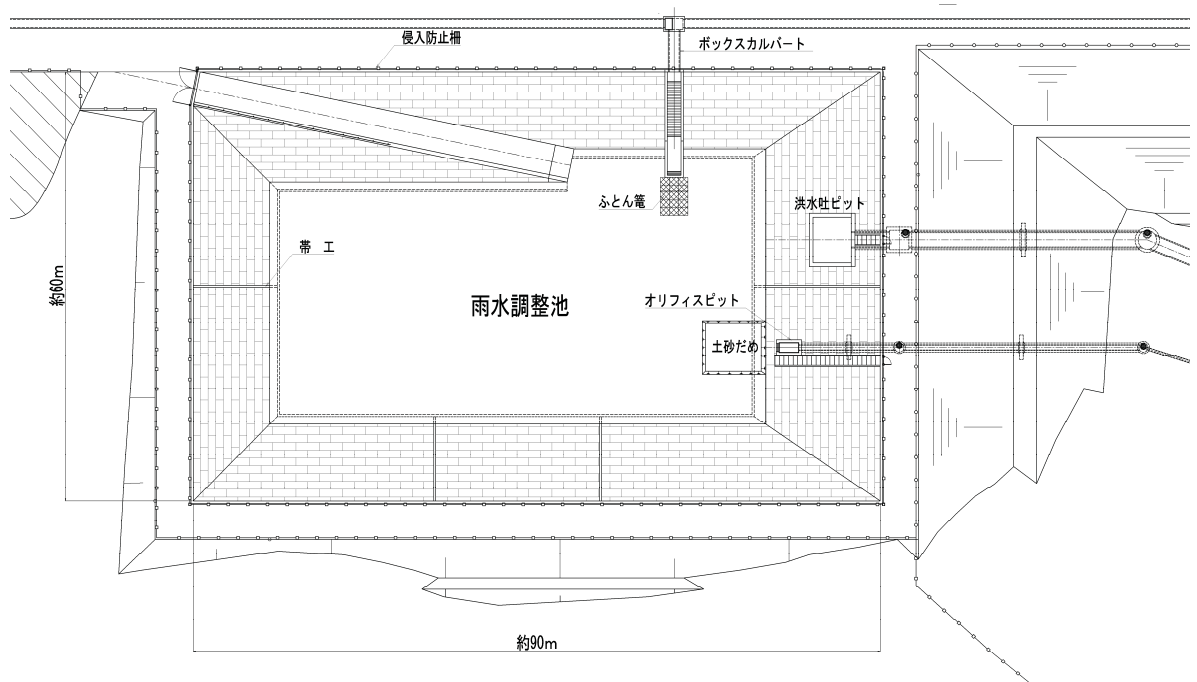 侵入防止柵
ボックスカルバート
ふとん篭
洪水吐ピット
帯 工
約60m
雨水調整池
オリフィスピット
土砂だめ
約90m